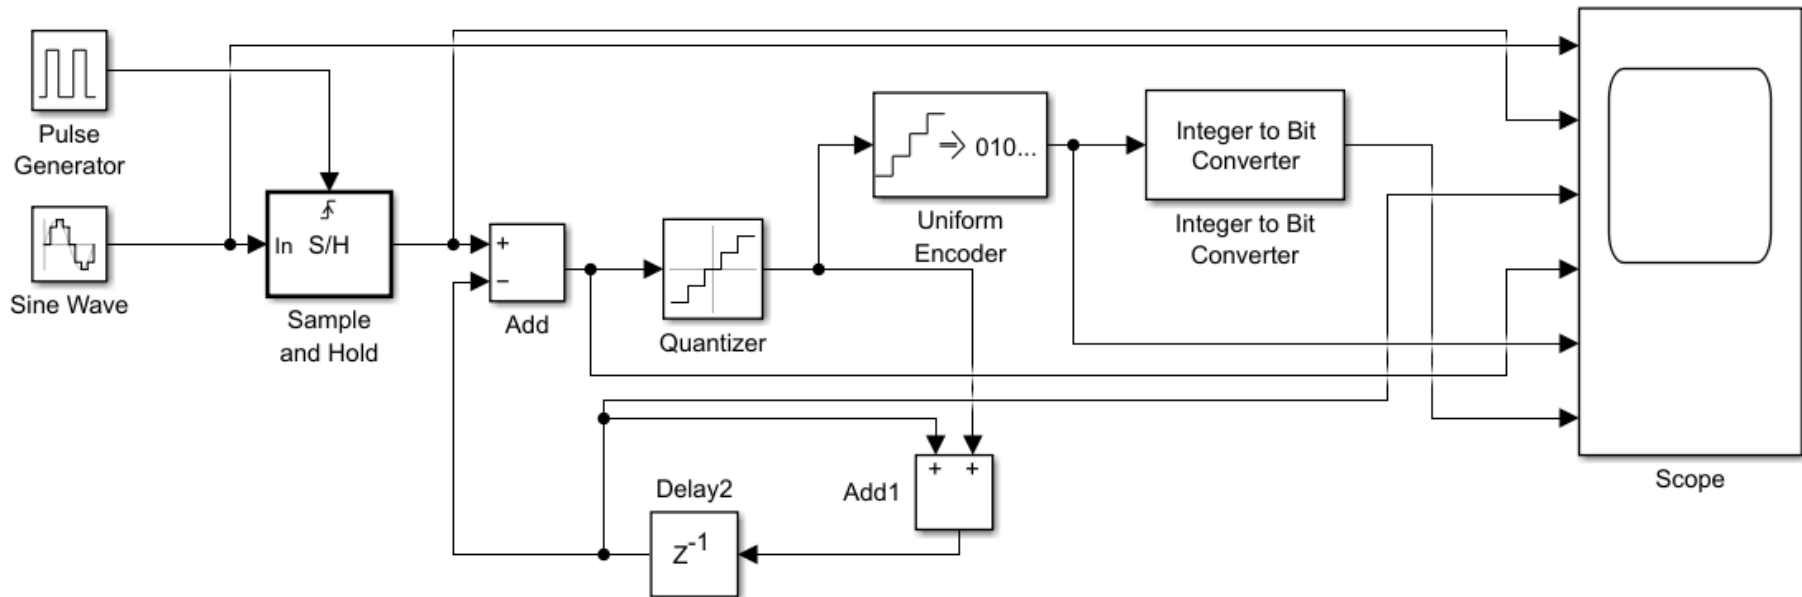 Pulse
Generator
Sine Wave
In
S/H
Sample
and Hold
+
−
Add
Quantizer
010...
Uniform
Encoder
Integer to Bit
Converter
Integer to Bit
Converter
Scope
+ +
Add1
Delay2
Z-1